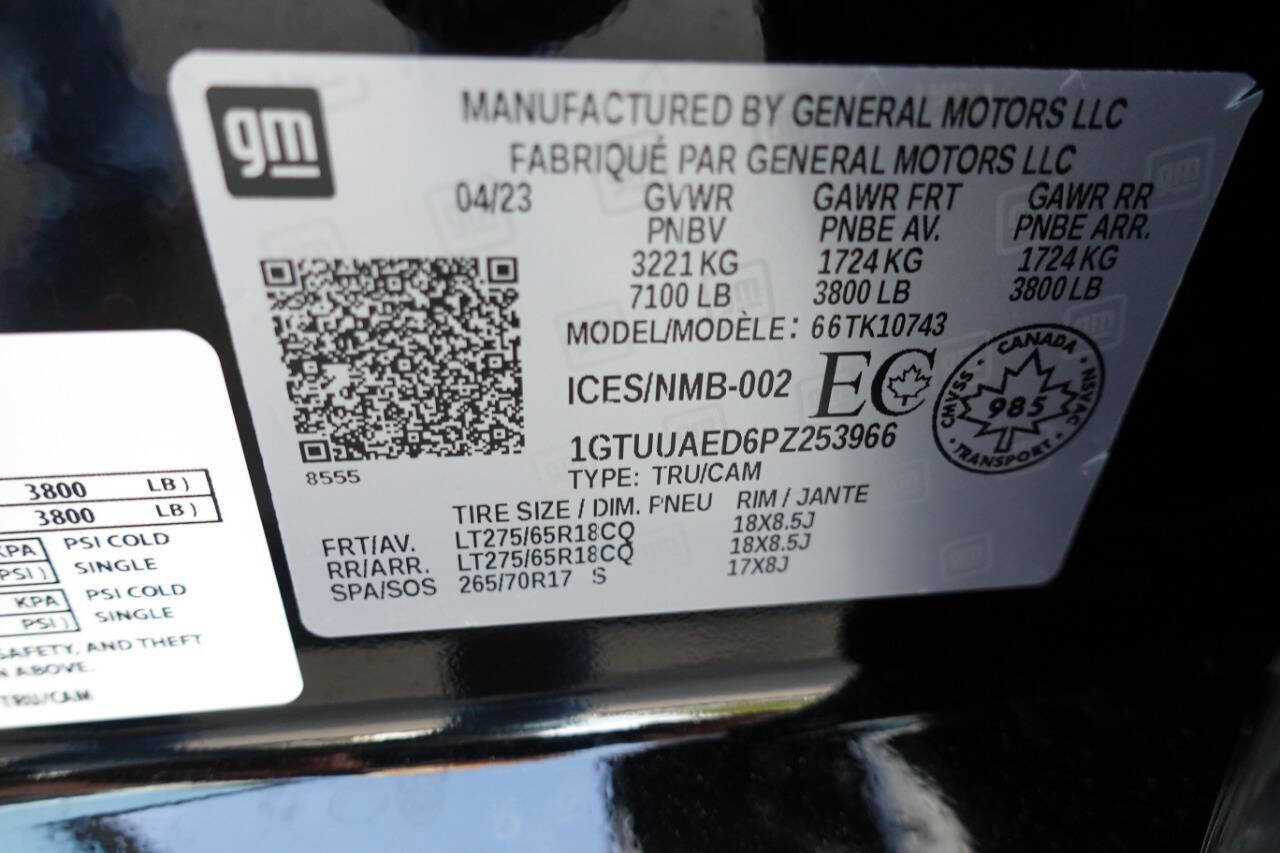 gm
MANUFACTURED BY GENERAL MOTORS LLC
FABRIQUÉ PAR GENERAL MOTORS LLC
04/23 GVWR GAWR FRT GAWR RR
PNBV PNBE AV. PNBE ARR.
3221 KG 1724 KG 1724 KG
7100 LB 3800 LB 3800 LB
MODEL/MODÈLE: 66TK10743
ICES/NMB-002 EC
CANADA
CMVSS 985 NSVAC
TRANSPORT
1GTUUAED6PZ253966
8555
TYPE: TRU/CAM
TIRE SIZE / DIM. PNEU RIM / JANTE
FRT/AV. LT275/65R18CQ 18X8.5J
RR/ARR. LT275/65R18CQ 18X8.5J
SPA/SOS 265/70R17 S 17X8J
3800 LB)
3800 LB)
KPA PSI COLD
PSI) SINGLE
KPA PSI COLD
PSI) SINGLE
SAFETY, AND THEFT
ABOVE.
TRU/CAM